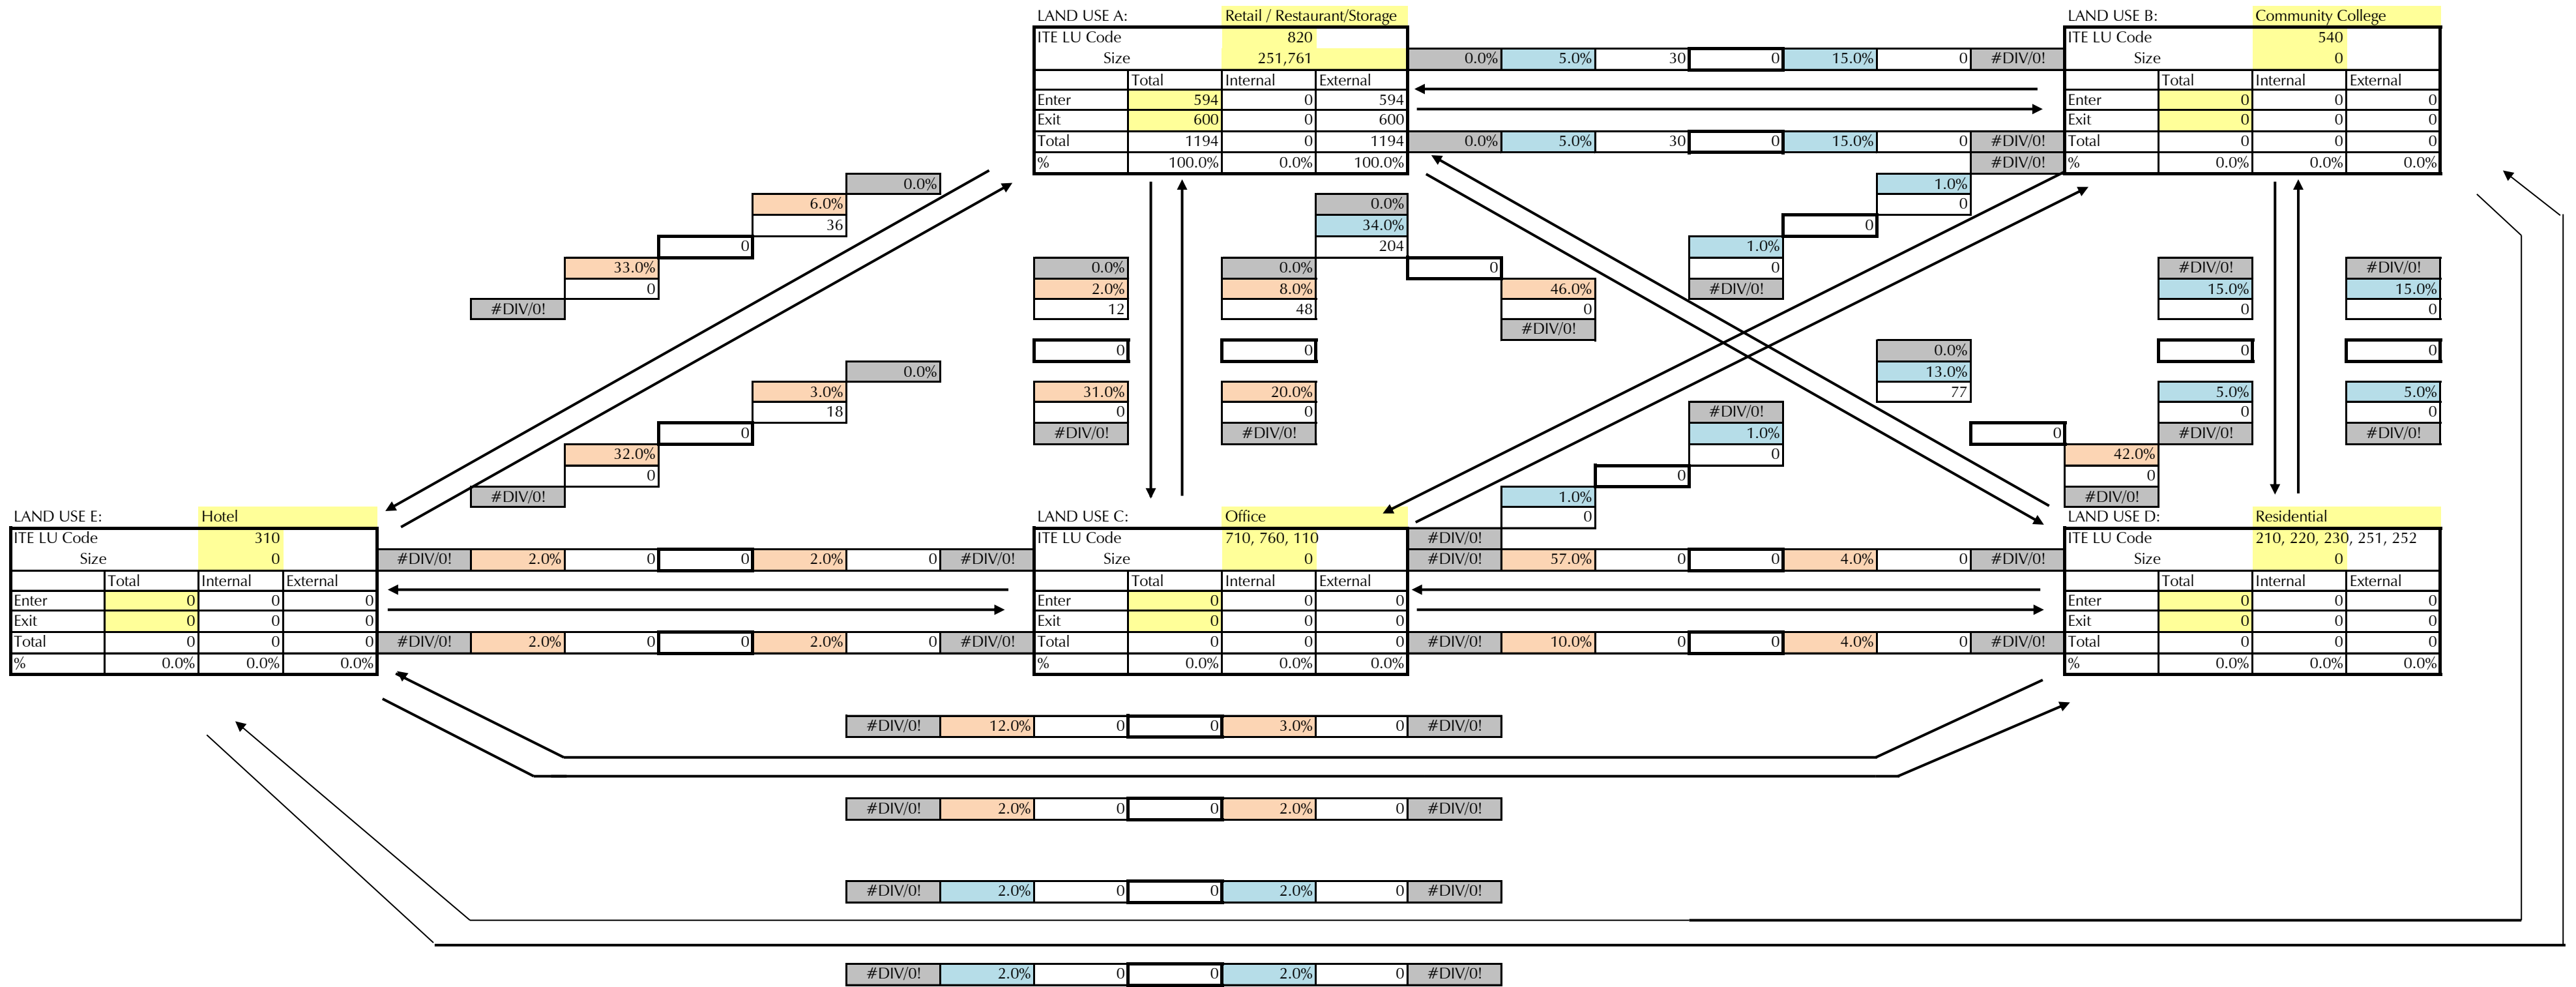 LAND USE A: Retail / Restaurant/Storage LAND USE B: Community College
ITE LU Code 820 ITE LU Code 540
Size 251,761 0.0% 5.0% 30 0 15.0% 0 #DIV/0! Size 0
Total Internal External Total Internal External
Enter 594 0 594 Enter 0 0 0
Exit 600 0 600 Exit 0 0 0
Total 1194 0 1194 0.0% 5.0% 30 0 15.0% 0 #DIV/0! Total 0 0 0
% 100.0% 0.0% 100.0% #DIV/0! % 0.0% 0.0% 0.0%
0.0% 1.0%
6.0% 0.0% 0
36 34.0% 0
0 204 1.0%
33.0% 0.0% 0.0% 0 0 #DIV/0! #DIV/0!
0 2.0% 8.0% 46.0% #DIV/0! 15.0% 15.0%
#DIV/0! 12 48 0 0 0
#DIV/0!
0 0 0.0% 0 0
0.0% 13.0%
3.0% 31.0% 20.0% 77 5.0% 5.0%
18 0 0 #DIV/0! 0 0
0 #DIV/0! #DIV/0! 1.0% 0 #DIV/0! #DIV/0!
32.0% 0 42.0%
0 0 0
#DIV/0! 1.0% #DIV/0!
LAND USE E: Hotel LAND USE C: Office 0 LAND USE D: Residential
ITE LU Code 310 ITE LU Code 710, 760, 110 #DIV/0! ITE LU Code 210, 220, 230, 251, 252
Size 0 #DIV/0! 2.0% 0 0 2.0% 0 #DIV/0! Size 0 #DIV/0! 57.0% 0 0 4.0% 0 #DIV/0! Size 0
Total Internal External Total Internal External Total Internal External
Enter 0 0 0 Enter 0 0 0 Enter 0 0 0
Exit 0 0 0 Exit 0 0 0 Exit 0 0 0
Total 0 0 0 #DIV/0! 2.0% 0 0 2.0% 0 #DIV/0! Total 0 0 0 #DIV/0! 10.0% 0 0 4.0% 0 #DIV/0! Total 0 0 0
% 0.0% 0.0% 0.0% % 0.0% 0.0% 0.0% % 0.0% 0.0% 0.0%
#DIV/0! 12.0% 0 0 3.0% 0 #DIV/0!
#DIV/0! 2.0% 0 0 2.0% 0 #DIV/0!
#DIV/0! 2.0% 0 0 2.0% 0 #DIV/0!
#DIV/0! 2.0% 0 0 2.0% 0 #DIV/0!